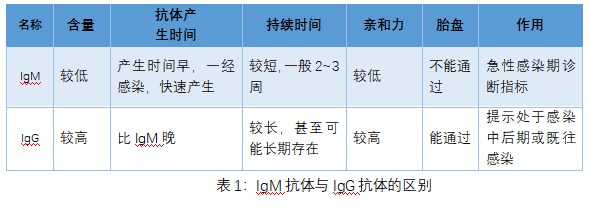 名称 含量 抗体产生时间 持续时间 亲和力 胎盘 作用
IgM 较低 产生时间早，一经感染，快速产生 较短, 一般 2~3 周 较低 不能通过 急性感染期诊断指标
IgG 较高 比 IgM 晚 较长，甚至可能长期存在 较高 能通过 提示处于感染中后期或既往感染
表 1：IgM 抗体与 IgG 抗体的区别